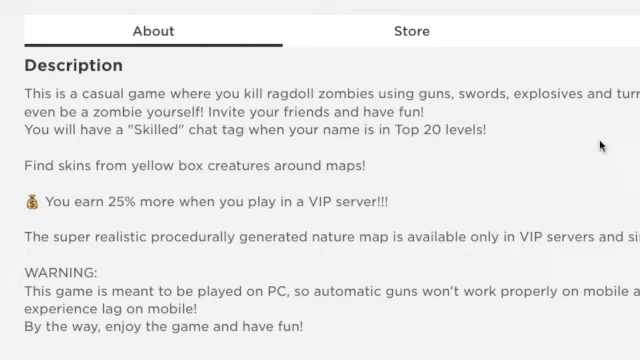 About
Store
Description
This is a casual game where you kill ragdoll zombies using guns, swords, explosives and
even be a zombie yourself! Invite your friends and have fun!
You will have a "Skilled" chat tag when your name is in Top 20 levels!
Find skins from yellow box creatures around maps!
💰 You earn 25% more when you play in a VIP server!!!
The super realistic procedurally generated nature map is available only in VIP servers and
WARNING:
This game is meant to be played on PC, so automatic guns won't work properly on mobile
experience lag on mobile!
By the way, enjoy the game and have fun!